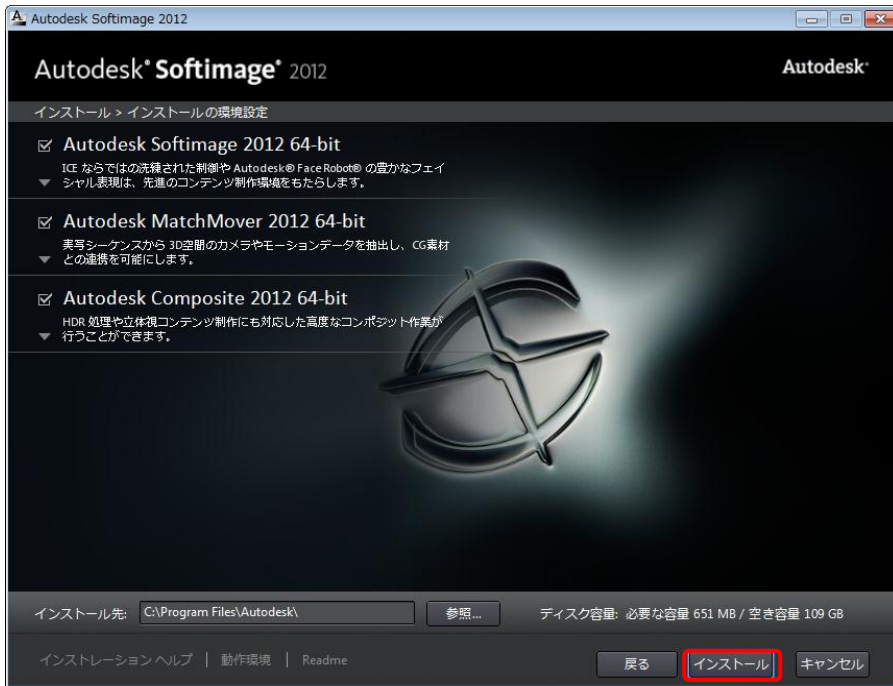 Autodesk Softimage 2012
Autodesk® Softimage® 2012
Autodesk®
インストール > インストールの環境設定
Autodesk Softimage 2012 64-bit
ICE ならではの洗練された制御や Autodesk® Face Robot® の豊かなフェイ
シャル表現は、先進のコンテンツ制作環境をもたらします。
Autodesk MatchMover 2012 64-bit
実写シーケンスから 3D空間のカメラやモーションデータを抽出し、CG素材
との連携を可能にします。
Autodesk Composite 2012 64-bit
HDR 処理や立体視コンテンツ制作にも対応した高度なコンポジット作業が
行うことができます。
インストール先: C:\Program Files\Autodesk\ 参照... ディスク容量: 必要な容量 651 MB / 空き容量 109 GB
インストレーション ヘルプ | 動作環境 | Readme 戻る インストール キャンセル